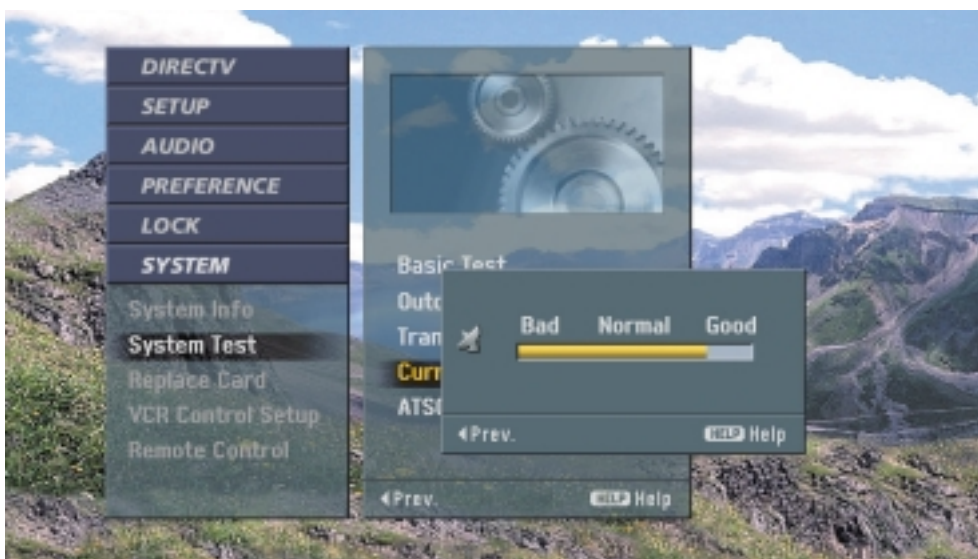 DIRECTV
SETUP
AUDIO
PREFERENCE
LOCK
SYSTEM
System Info
System Test
Replace Card
VCR Control Setup
Remote Control
Basic Test
Bad Normal Good
Prev. HELP Help
Prev. HELP Help